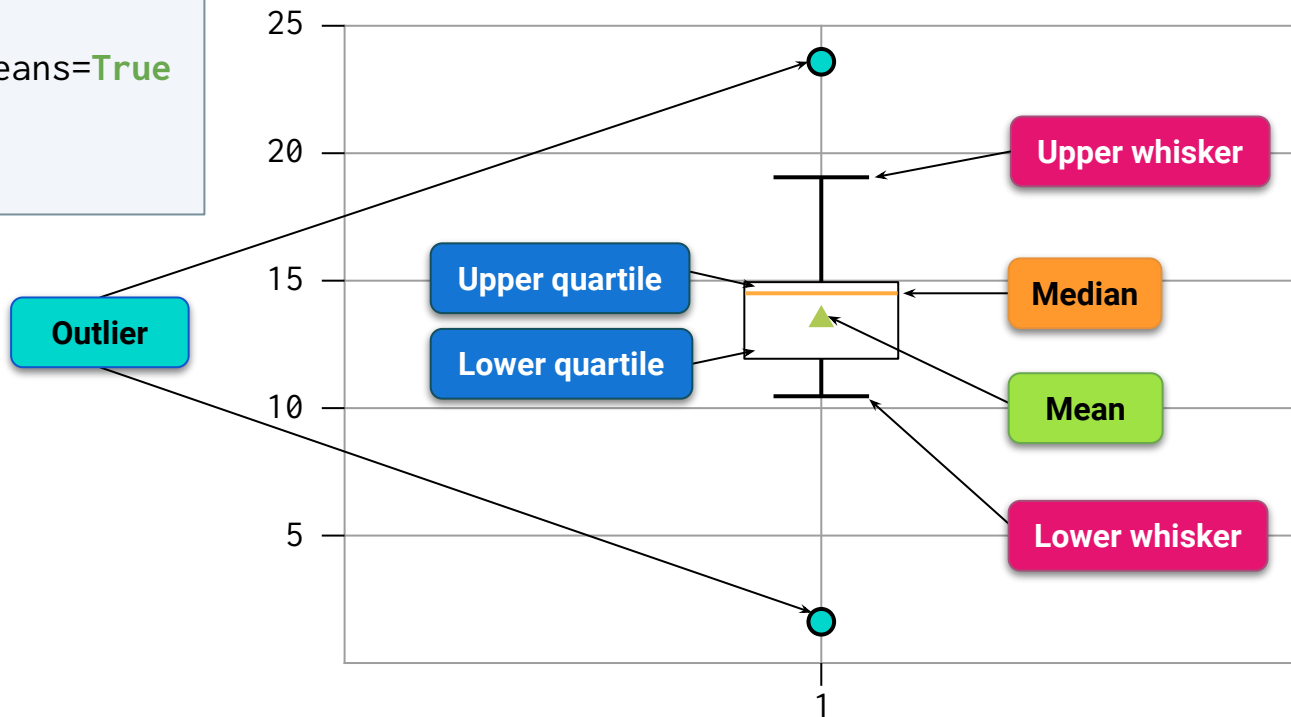 eans=True
25
20
15
10
5
1
Outlier
Upper quartile
Lower quartile
Upper whisker
Median
Mean
Lower whisker